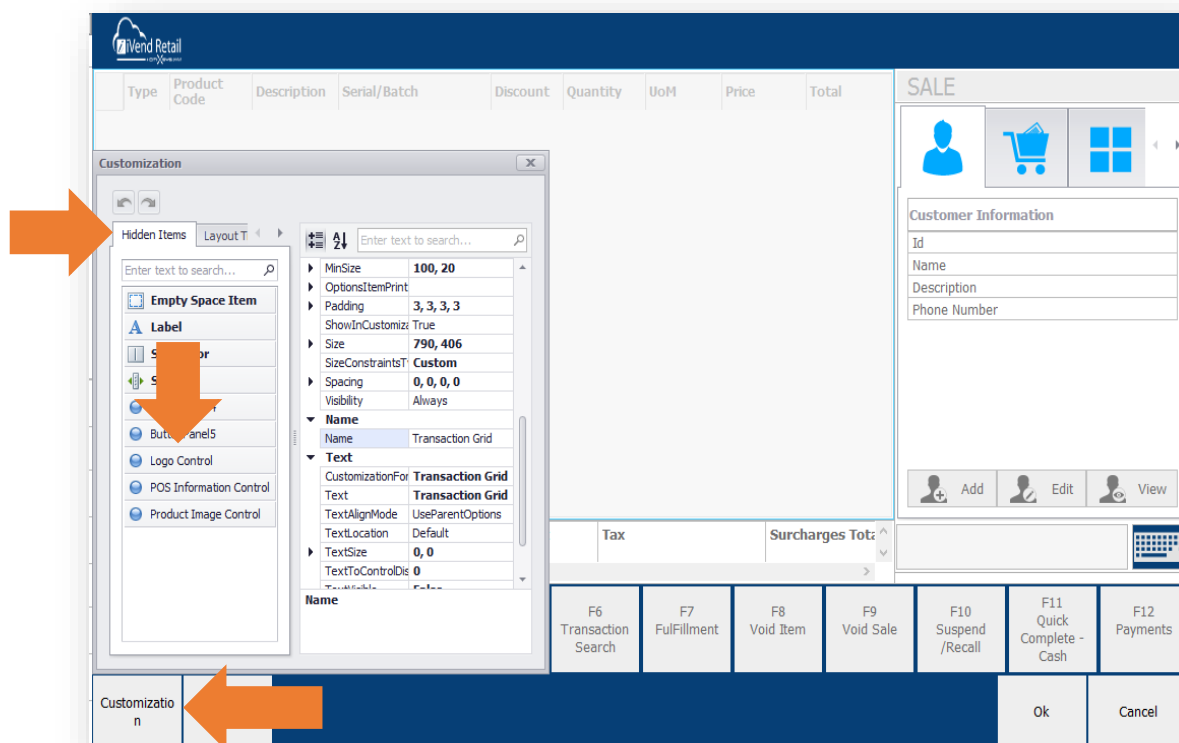 iVend Retail
Type
Product
Code
Description
Serial/Batch
Discount
Quantity
UoM
Price
Total
SALE
Customization
Hidden Items
Layout T
Enter text to search...
Empty Space Item
Label
ButtonPanel5
Logo Control
POS Information Control
Product Image Control
Enter text to search...
MinSize 100, 20
OptionsItemPrint
Padding 3, 3, 3, 3
ShowInCustomiza True
Size 790, 406
SizeConstraintsT Custom
Spacing 0, 0, 0, 0
Visibility Always
Name
Name Transaction Grid
Text
CustomizationFor Transaction Grid
Text Transaction Grid
TextAlignMode UseParentOptions
TextLocation Default
TextSize 0, 0
TextToControlDis 0
TextVisible False
Name
Customer Information
Id
Name
Description
Phone Number
Add
Edit
View
Tax
Surcharges Tota
F6
Transaction
Search
F7
FulFillment
F8
Void Item
F9
Void Sale
F10
Suspend
/Recall
F11
Quick
Complete -
Cash
F12
Payments
Customizatio
n
Ok
Cancel